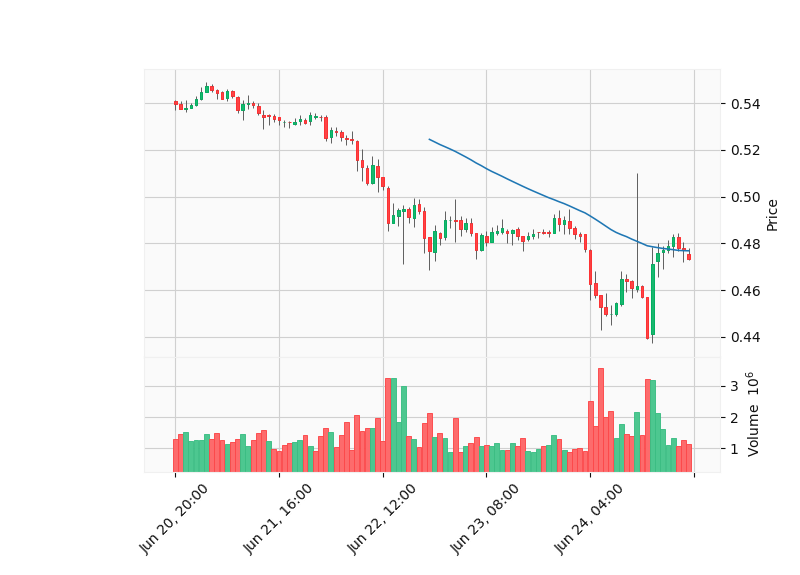 0.54
0.52
0.50
0.48
0.46
0.44
Price
3
2
1
Volume 10^6
Jun 20, 20:00
Jun 21, 16:00
Jun 22, 12:00
Jun 23, 08:00
Jun 24, 04:00